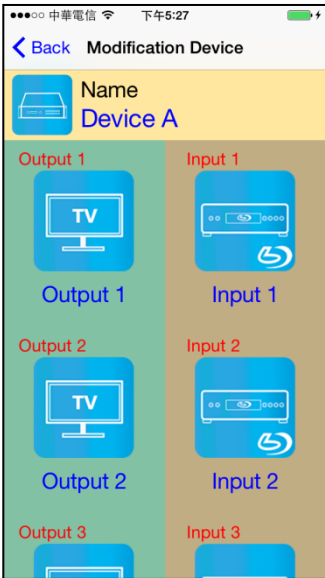 中華電信 下午5:27
Back Modification Device
Name
Device A
Output 1 Input 1
TV
Output 1 Input 1
Output 2 Input 2
TV
Output 2 Input 2
Output 3 Input 3